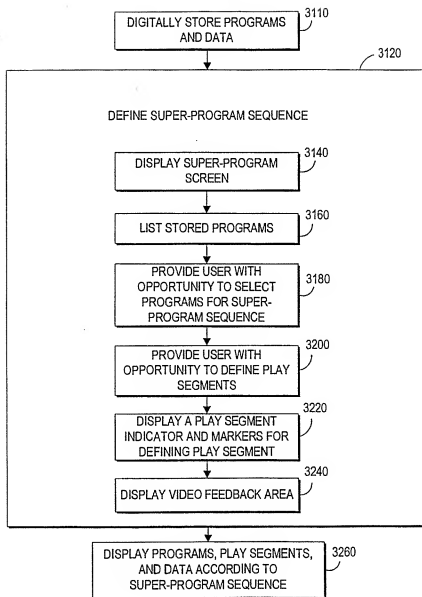 DIGITALLY STORE PROGRAMS
AND DATA
3110
3120
DEFINE SUPER-PROGRAM SEQUENCE
DISPLAY SUPER-PROGRAM
SCREEN
3140
LIST STORED PROGRAMS
3160
PROVIDE USER WITH
OPPORTUNITY TO SELECT
PROGRAMS FOR SUPER-
PROGRAM SEQUENCE
3180
PROVIDE USER WITH
OPPORTUNITY TO DEFINE PLAY
SEGMENTS
3200
DISPLAY A PLAY SEGMENT
INDICATOR AND MARKERS FOR
DEFINING PLAY SEGMENT
3220
DISPLAY VIDEO FEEDBACK AREA
3240
DISPLAY PROGRAMS, PLAY SEGMENTS,
AND DATA ACCORDING TO
SUPER-PROGRAM SEQUENCE
3260